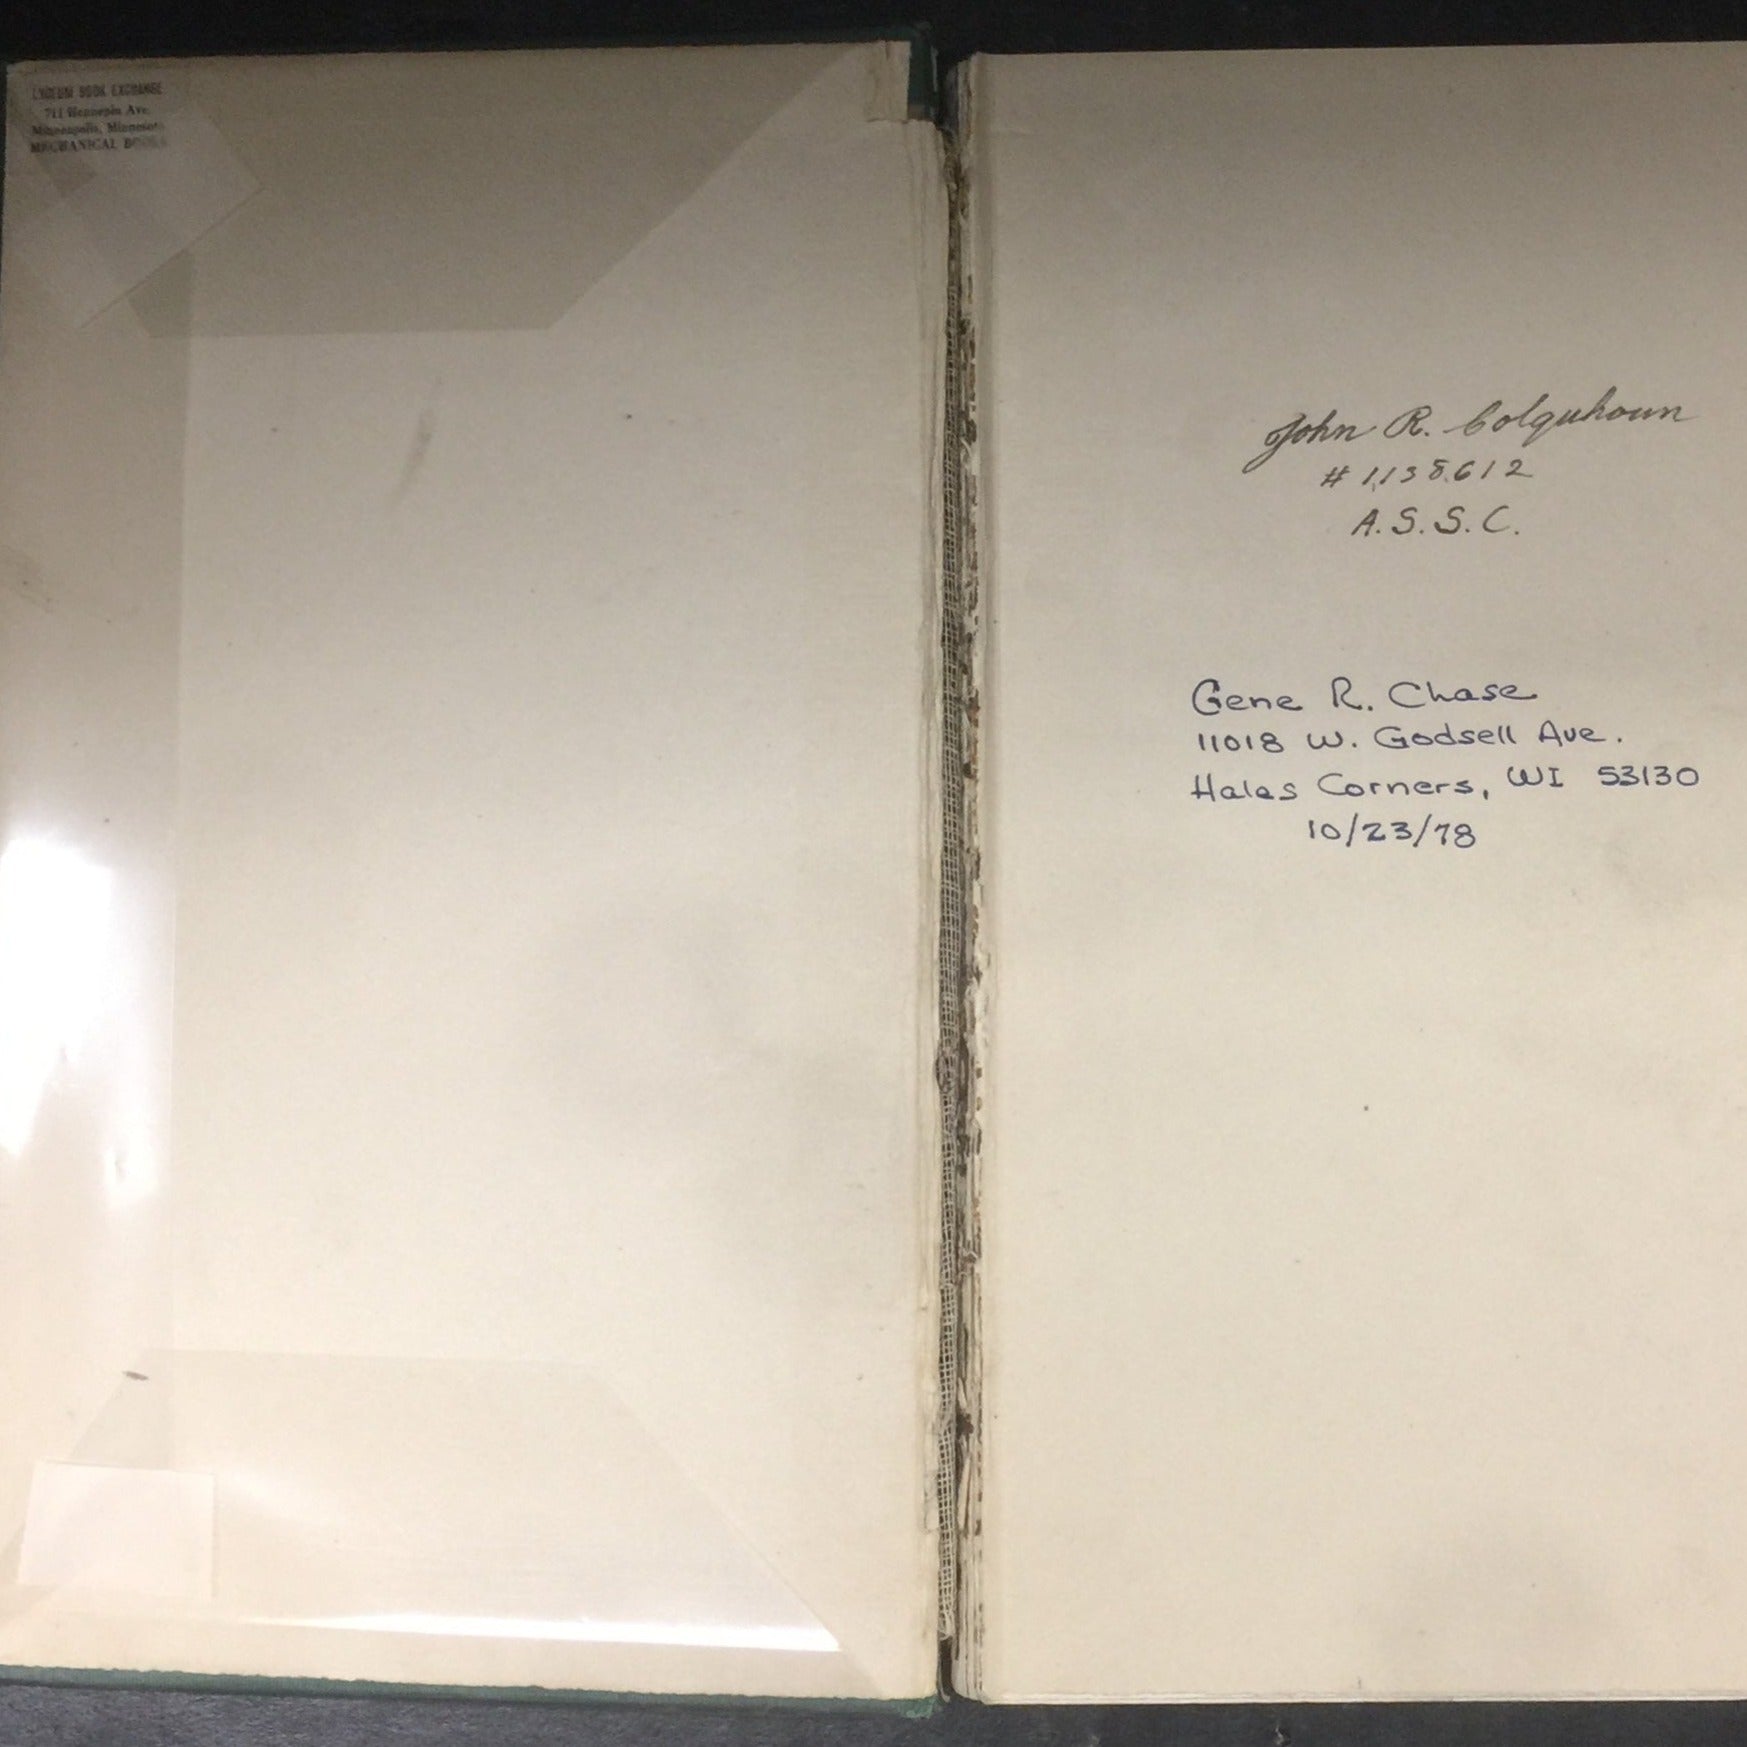 LYCEUM BOOK EXCHANGE
711 Hennepin Ave.
Minneapolis, Minnesota
MECHANICAL BOOKS
John R. Colquhoun
# 1,138,612
A. S. S. C.
Gene R. Chase
11018 W. Godsell Ave.
Hales Corners, WI 53130
10/23/78